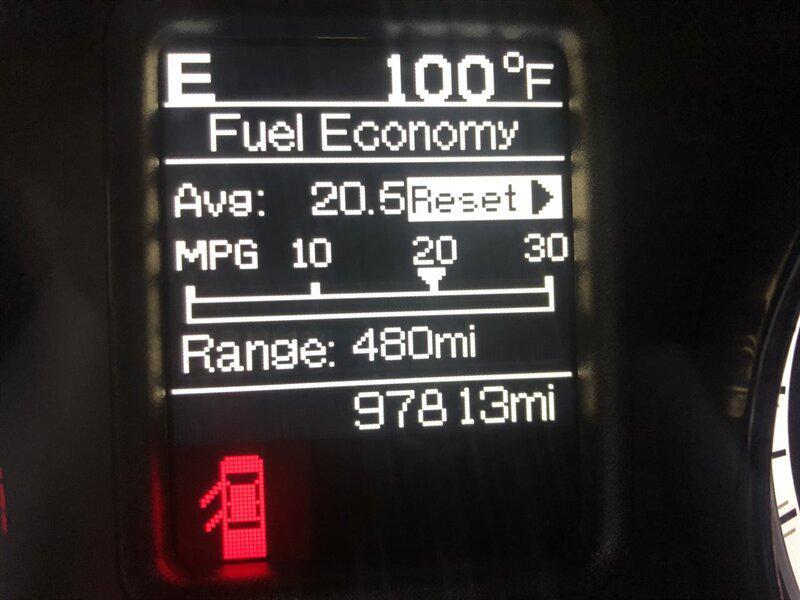 E 100°F
Fuel Economy
Avg: 20.5 Reset
MPG 10 20 30
Range: 480mi
97813mi